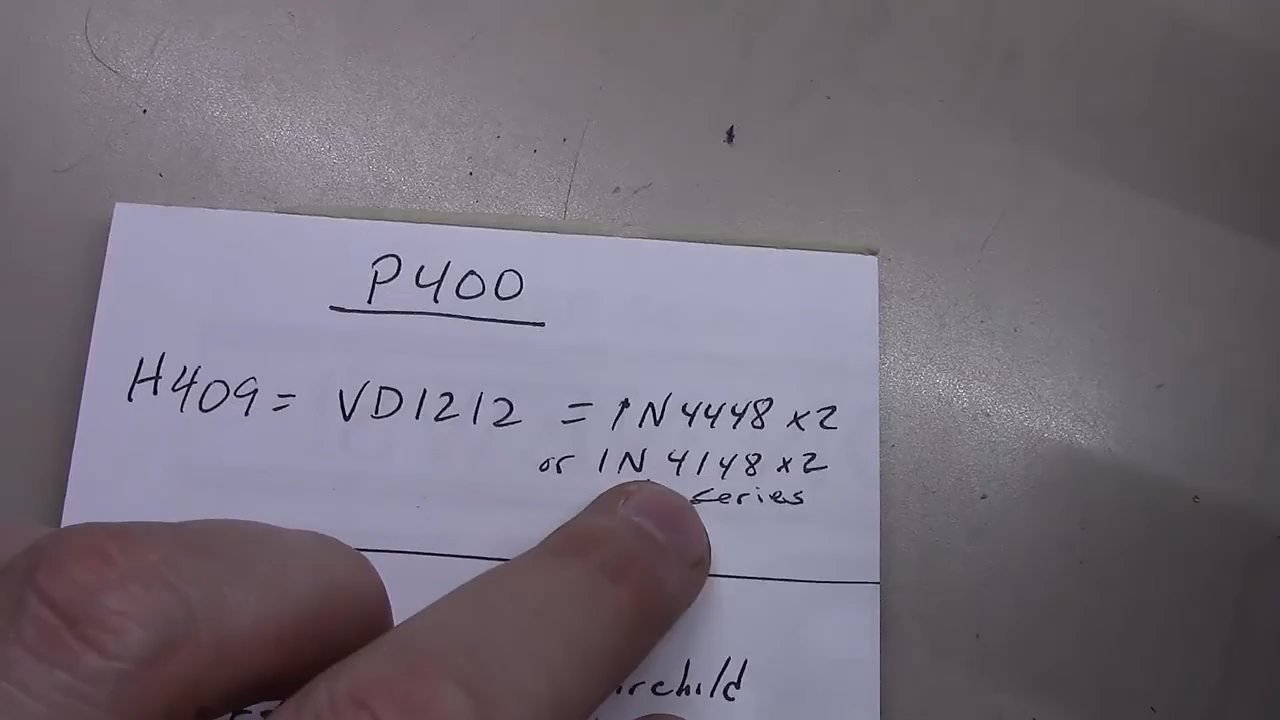 P400
H409 = VD1212 = 1N4448 x2
or 1N4148 x2
series